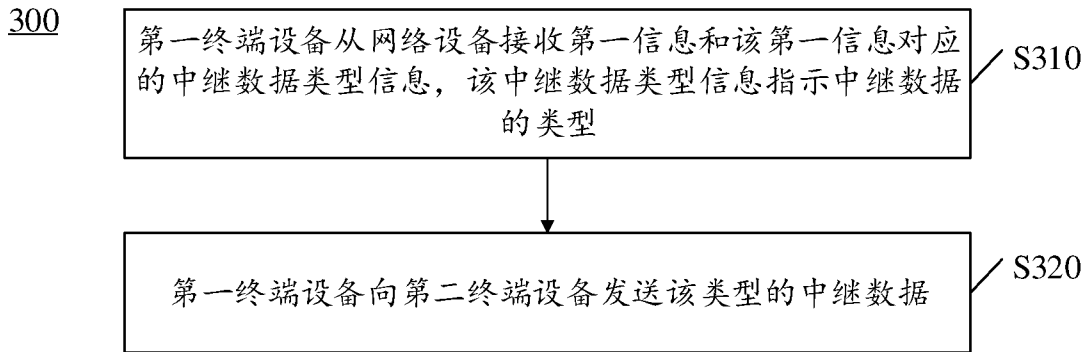 300
第一终端设备从网络设备接收第一信息和该第一信息对应
的中继数据类型信息，该中继数据类型信息指示中继数据
的类型
S310
第一终端设备向第二终端设备发送该类型的中继数据
S320